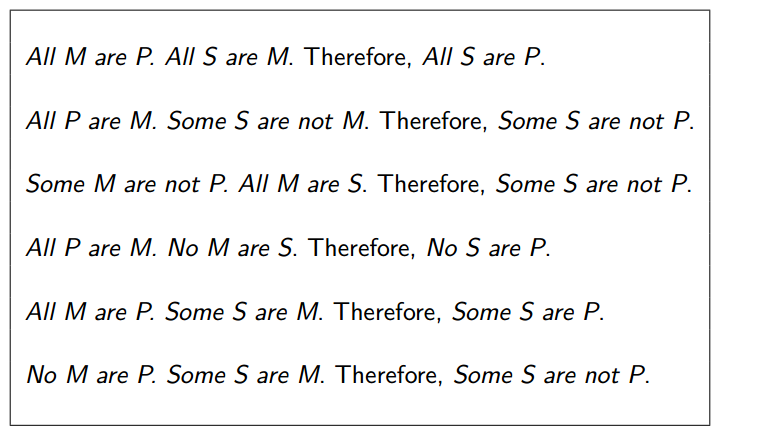 All M are P. All S are M. Therefore, All S are P.
All P are M. Some S are not M. Therefore, Some S are not P.
Some M are not P. All M are S. Therefore, Some S are not P.
All P are M. No M are S. Therefore, No S are P.
All M are P. Some S are M. Therefore, Some S are P.
No M are P. Some S are M. Therefore, Some S are not P.